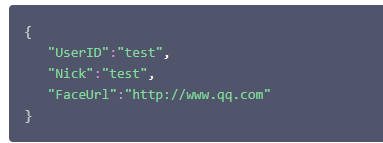 {
"UserID":"test",
"Nick":"test",
"FaceUrl":"http://www.qq.com"
}